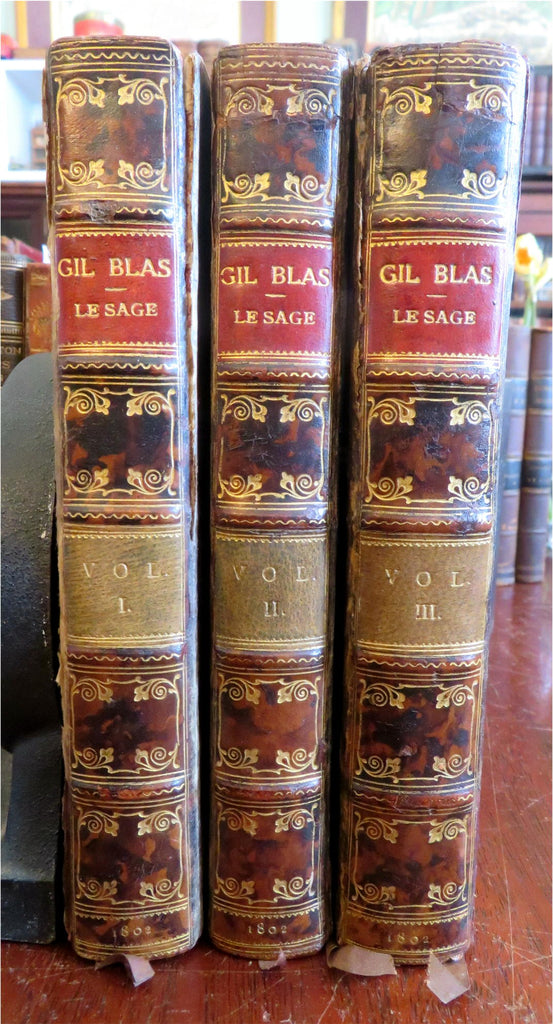 GIL BLAS
LE SAGE
VOL.
I.
1802
GIL BLAS
LE SAGE
VOL.
II.
1802
GIL BLAS
LE SAGE
VOL.
III.
1802